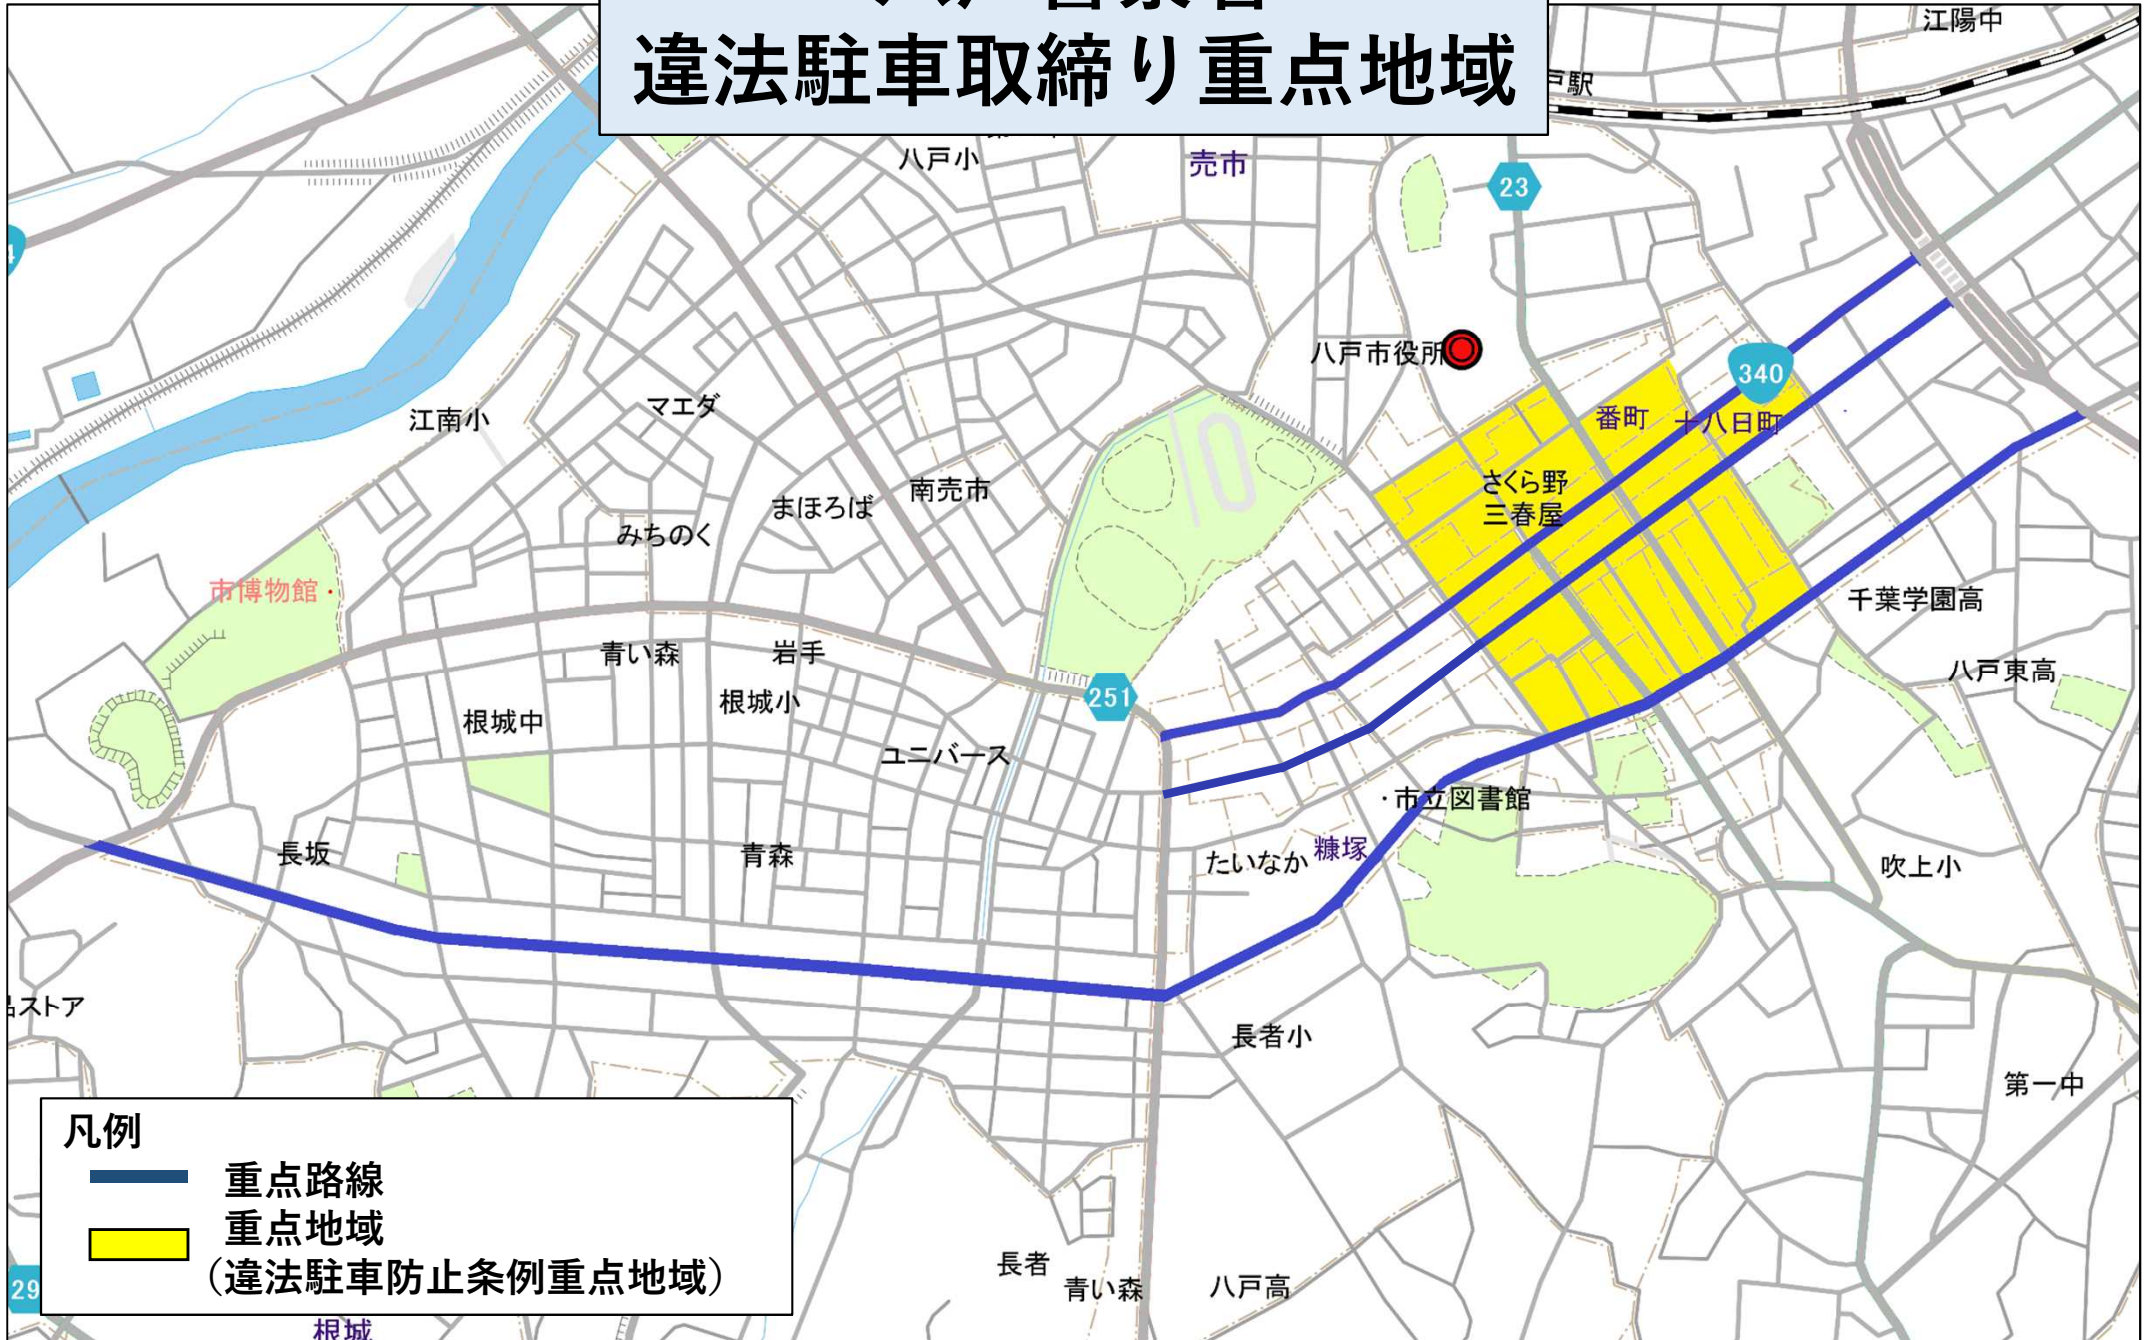 違法駐車取締り重点地域
江陽中
戸駅
八戸小
売市
23
八戸市役所
340
マエダ
江南小
番町
十八日町
さくら野
三春屋
南売市
まほろば
みちのく
市博物館
千葉学園高
青い森
岩手
八戸東高
根城小
251
根城中
ユニバース
・市立図書館
長坂
青森
たいなか
糠塚
吹上小
ストア
長者小
第一中
凡例
重点路線
重点地域
（違法駐車防止条例重点地域）
長者
青い森
八戸高
29
根城